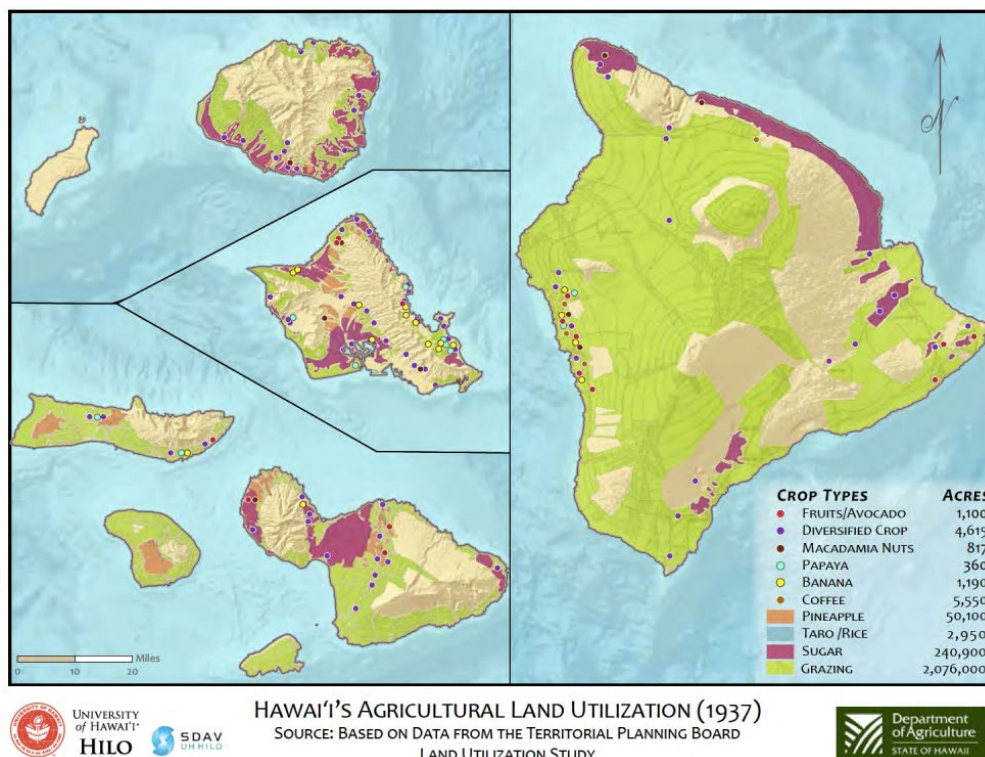 N
CROP TYPES ACRES
FRUITS/AVOCADO 1,100
DIVERSIFIED CROP 4,615
MACADAMIA NUTS 817
PAPAYA 360
BANANA 1,190
COFFEE 5,550
PINEAPPLE 50,100
TARO/RICE 2,950
SUGAR 240,900
GRAZING 2,076,000
Miles
0 10 20
UNIVERSITY
of HAWAI'I
HILO
SDAV
UH HILO
HAWAI'I'S AGRICULTURAL LAND UTILIZATION (1937)
SOURCE: BASED ON DATA FROM THE TERRITORIAL PLANNING BOARD
LAND UTILIZATION STUDY
Department
of Agriculture
STATE OF HAWAII